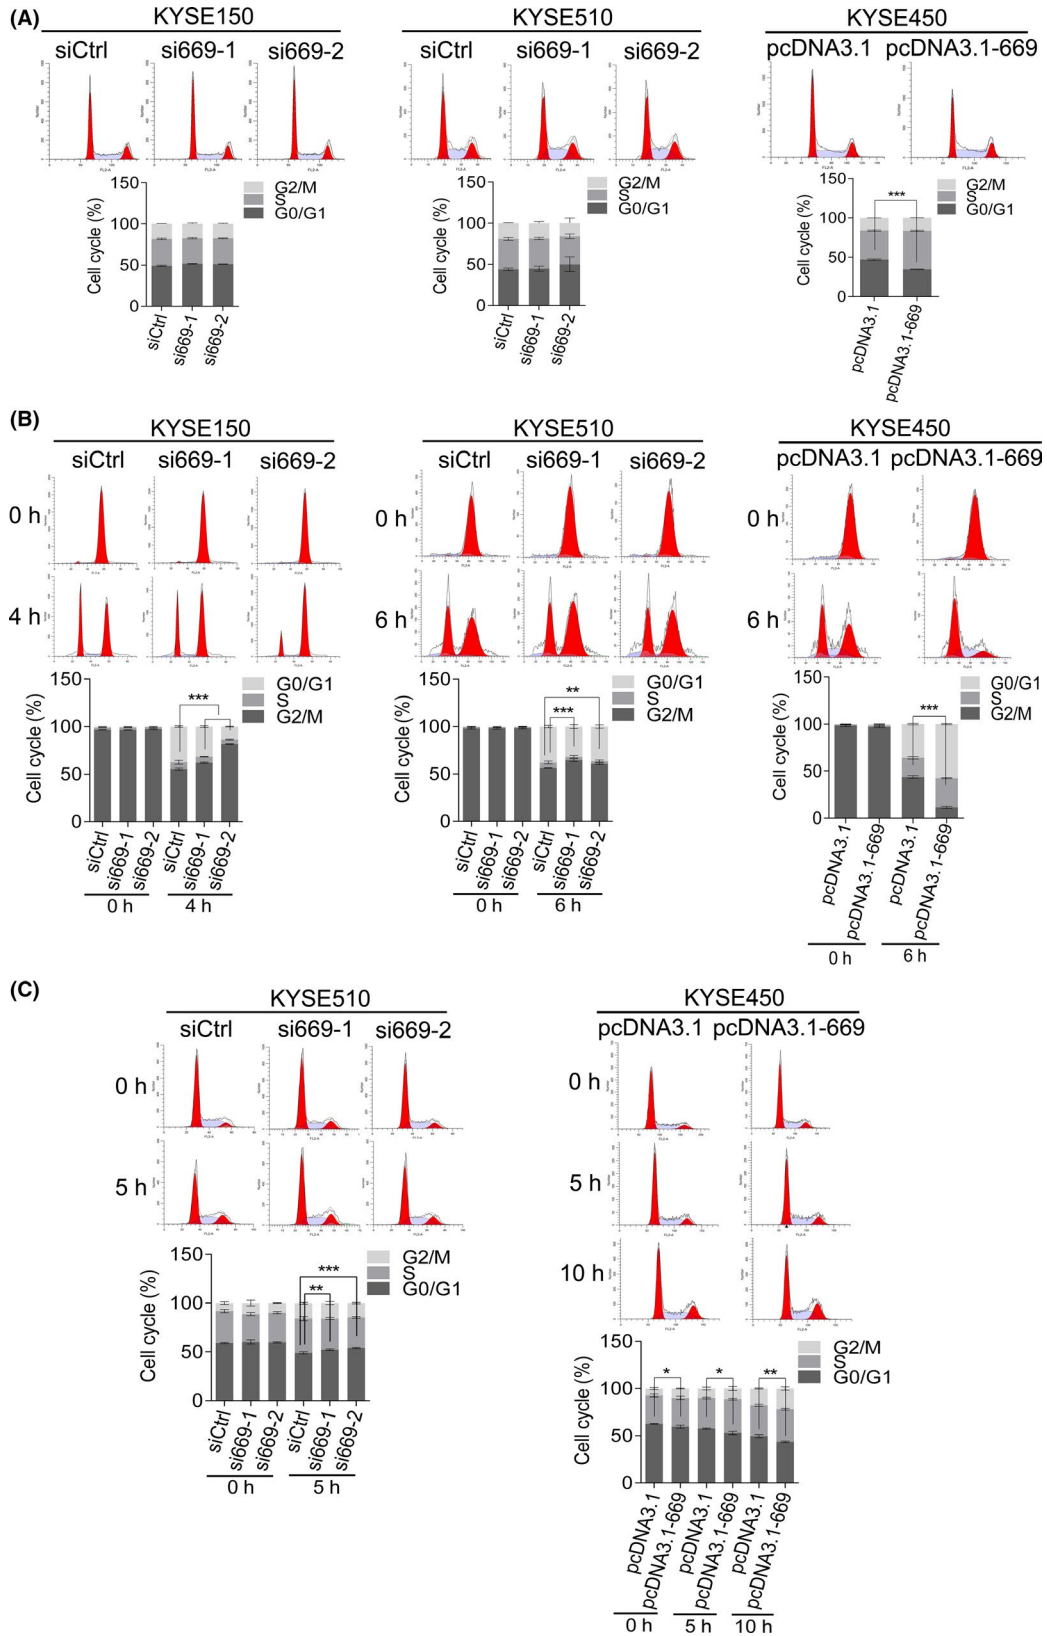 (A)
KYSE150
KYSE510
KYSE450
siCtrl si669-1 si669-2
siCtrl si669-1 si669-2
pcDNA3.1 pcDNA3.1-669
Cell cycle (%)
150
100
50
0
G2/M
S
G0/G1
siCtrl si669-1 si669-2
Cell cycle (%)
150
100
50
0
G2/M
S
G0/G1
siCtrl si669-1 si669-2
Cell cycle (%)
150
100
50
0
***
G2/M
S
G0/G1
pcDNA3.1 pcDNA3.1-669
(B)
KYSE150
KYSE510
KYSE450
siCtrl si669-1 si669-2
siCtrl si669-1 si669-2
pcDNA3.1 pcDNA3.1-669
0 h
0 h
0 h
4 h
6 h
6 h
Cell cycle (%)
150
100
50
0
***
G0/G1
S
G2/M
siCtrl si669-1 si669-2 siCtrl si669-1 si669-2
0 h 4 h
Cell cycle (%)
150
100
50
0
**
***
G0/G1
S
G2/M
siCtrl si669-1 si669-2 siCtrl si669-1 si669-2
0 h 6 h
Cell cycle (%)
150
100
50
0
***
G0/G1
S
G2/M
pcDNA3.1 pcDNA3.1-669 pcDNA3.1 pcDNA3.1-669
0 h 6 h
(C)
KYSE510
KYSE450
siCtrl si669-1 si669-2
pcDNA3.1 pcDNA3.1-669
0 h
0 h
5 h
5 h
10 h
Cell cycle (%)
150
100
50
0
***
**
G2/M
S
G0/G1
siCtrl si669-1 si669-2 siCtrl si669-1 si669-2
0 h 5 h
Cell cycle (%)
150
100
50
0
* * **
G2/M
S
G0/G1
pcDNA3.1 pcDNA3.1-669 pcDNA3.1 pcDNA3.1-669 pcDNA3.1 pcDNA3.1-669
0 h 5 h 10 h